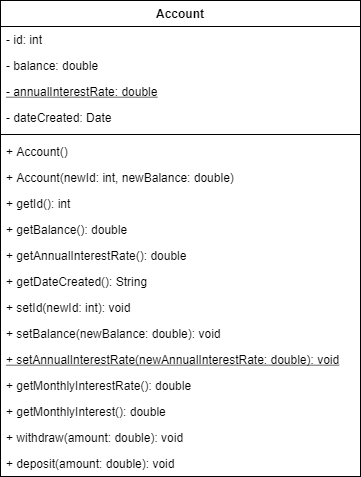 Account
- id: int
- balance: double
- annualInterestRate: double
- dateCreated: Date
+ Account()
+ Account(newId: int, newBalance: double)
+ getId(): int
+ getBalance(): double
+ getAnnualInterestRate(): double
+ getDateCreated(): String
+ setId(newId: int): void
+ setBalance(newBalance: double): void
+ setAnnualInterestRate(newAnnualInterestRate: double): void
+ getMonthlyInterestRate(): double
+ getMonthlyInterest(): double
+ withdraw(amount: double): void
+ deposit(amount: double): void